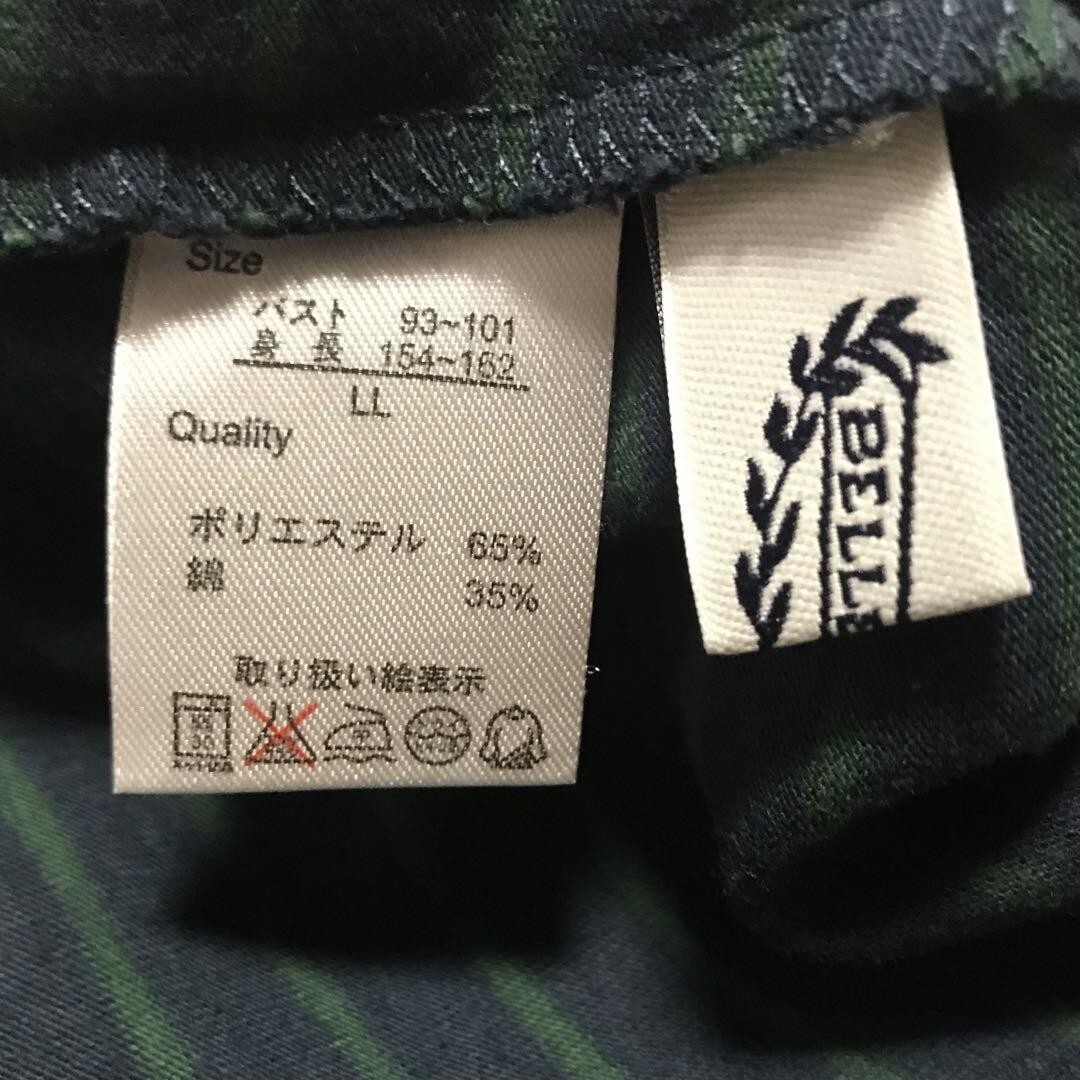 Size
バスト 93~101
身長 154~162
LL
Quality
ポリエステル 65%
綿 35%
取り扱い絵表示
BELL